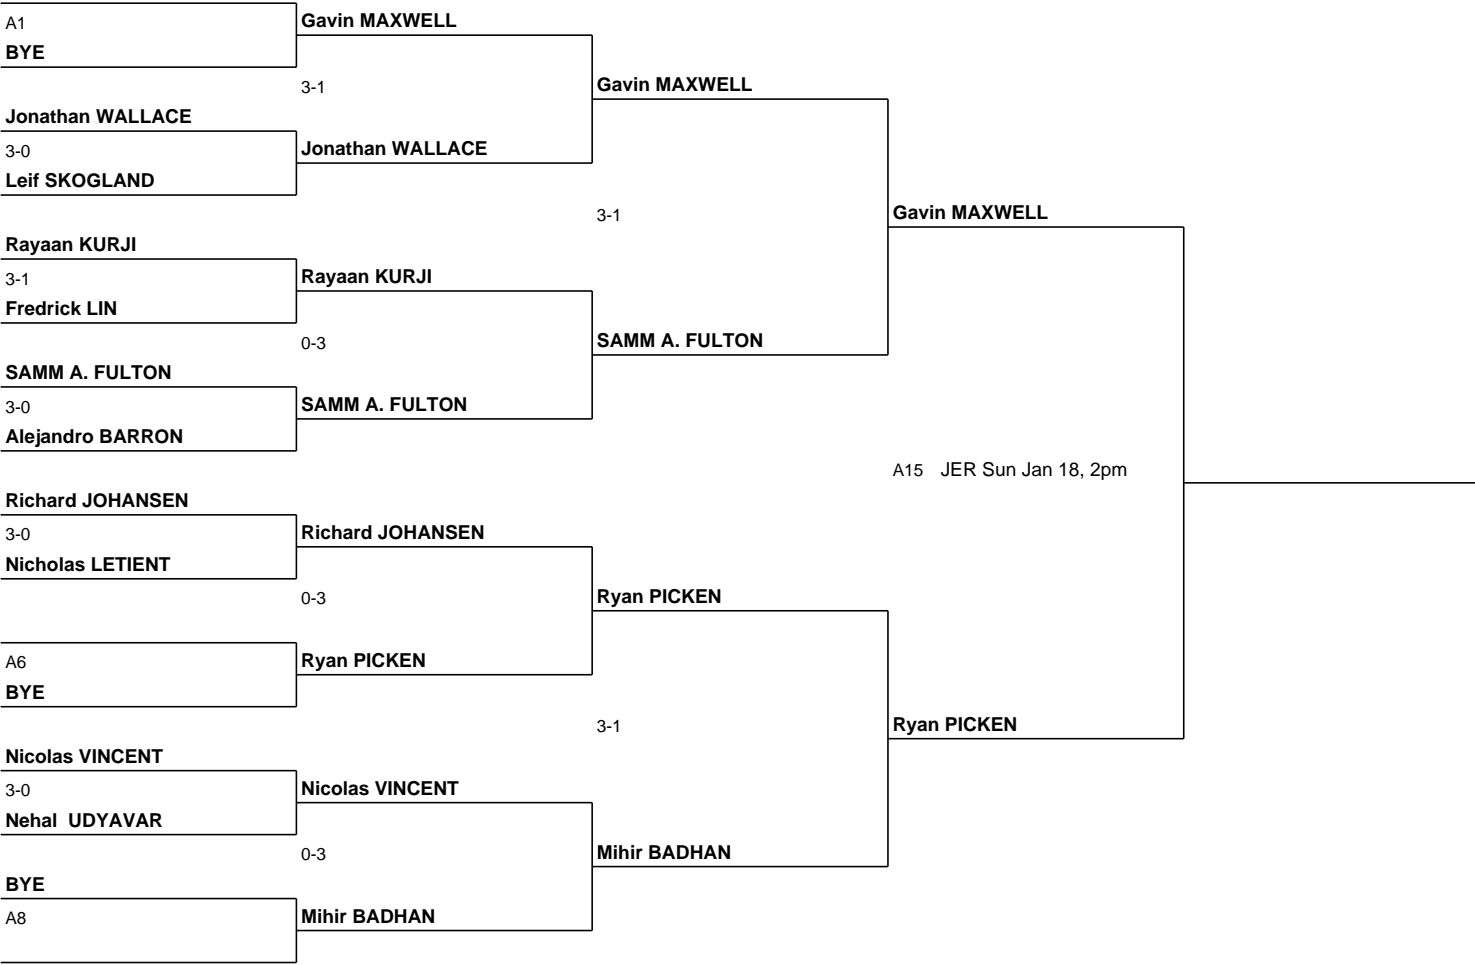 A1
BYE
Jonathan WALLACE
3-0
Leif SKOGLAND
Rayaan KURJI
3-1
Fredrick LIN
SAMM A. FULTON
3-0
Alejandro BARRON
Richard JOHANSEN
3-0
Nicholas LETIENT
A6
BYE
Nicolas VINCENT
3-0
Nehal  UDYAVAR
BYE
A8
Gavin MAXWELL
3-1
Jonathan WALLACE
Rayaan KURJI
0-3
SAMM A. FULTON
Richard JOHANSEN
0-3
Ryan PICKEN
Nicolas VINCENT
0-3
Mihir BADHAN
Gavin MAXWELL
3-1
SAMM A. FULTON
Ryan PICKEN
3-1
Mihir BADHAN
Gavin MAXWELL
A15 JER Sun Jan 18, 2pm
Ryan PICKEN